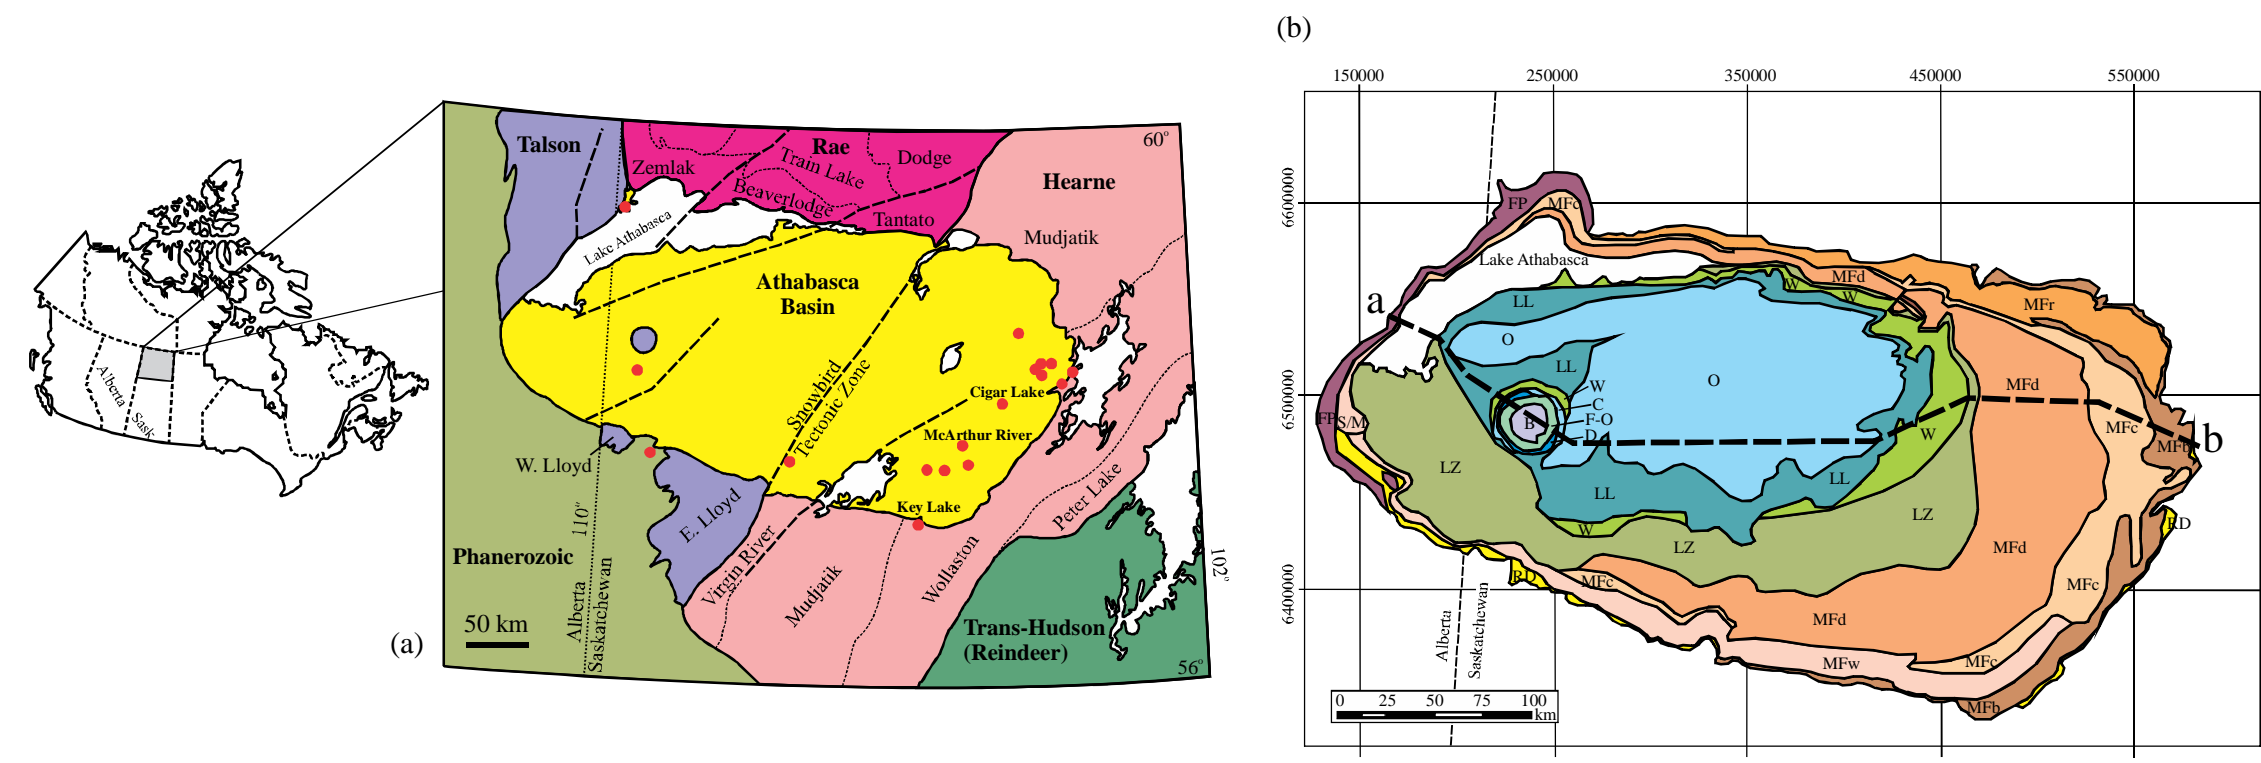 (b)
150000 250000 350000 450000 550000
6600000
6500000
6400000
Alberta
Sask
Talson
Zemlak
Rae
Train Lake
Dodge
60°
Hearne
Beaverlodge
Tantato
Lake Athabasca
Mudjatik
Athabasca
Basin
Snowbird
Tectonic Zone
Cigar Lake
McArthur River
W. Lloyd
Key Lake
E. Lloyd
Peter Lake
110°
Phanerozoic
Virgin River
Mudjatik
Wollaston
102°
Alberta
Saskatchewan
50 km
Trans-Hudson
(Reindeer)
56°
(a)
FP
MFc
Lake Athabasca
MFd
a
LL
W
W
MFr
O
LL
W
O
MFd
C
FP
S/M
B
F-O
D
W
MFc
MFb
b
LZ
LL
LL
LZ
RD
W
LZ
MFd
RD
MFc
MFc
MFd
Alberta
Saskatchewan
MFw
MFc
MFb
0 25 50 75 100
km